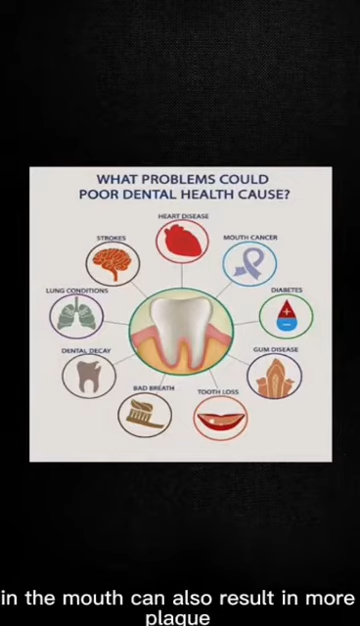 WHAT PROBLEMS COULD
POOR DENTAL HEALTH CAUSE?
HEART DISEASE
STROKES
MOUTH CANCER
LUNG CONDITIONS
DIABETES
DENTAL DECAY
GUM DISEASE
BAD BREATH
TOOTH LOSS
in the mouth can also result in more
plaque